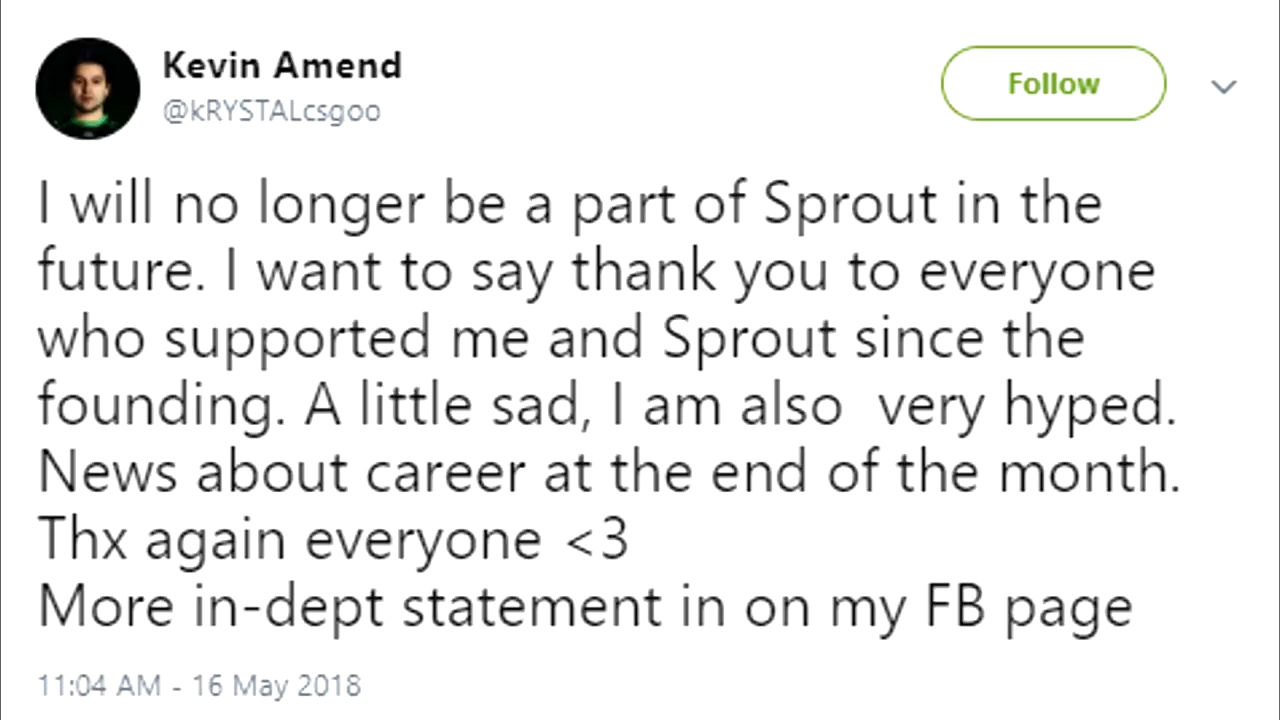 Kevin Amend
@kRYSTALcsgoo
Follow
I will no longer be a part of Sprout in the
future. I want to say thank you to everyone
who supported me and Sprout since the
founding. A little sad, I am also  very hyped.
News about career at the end of the month.
Thx again everyone <3
More in-dept statement in on my FB page
11:04 AM - 16 May 2018